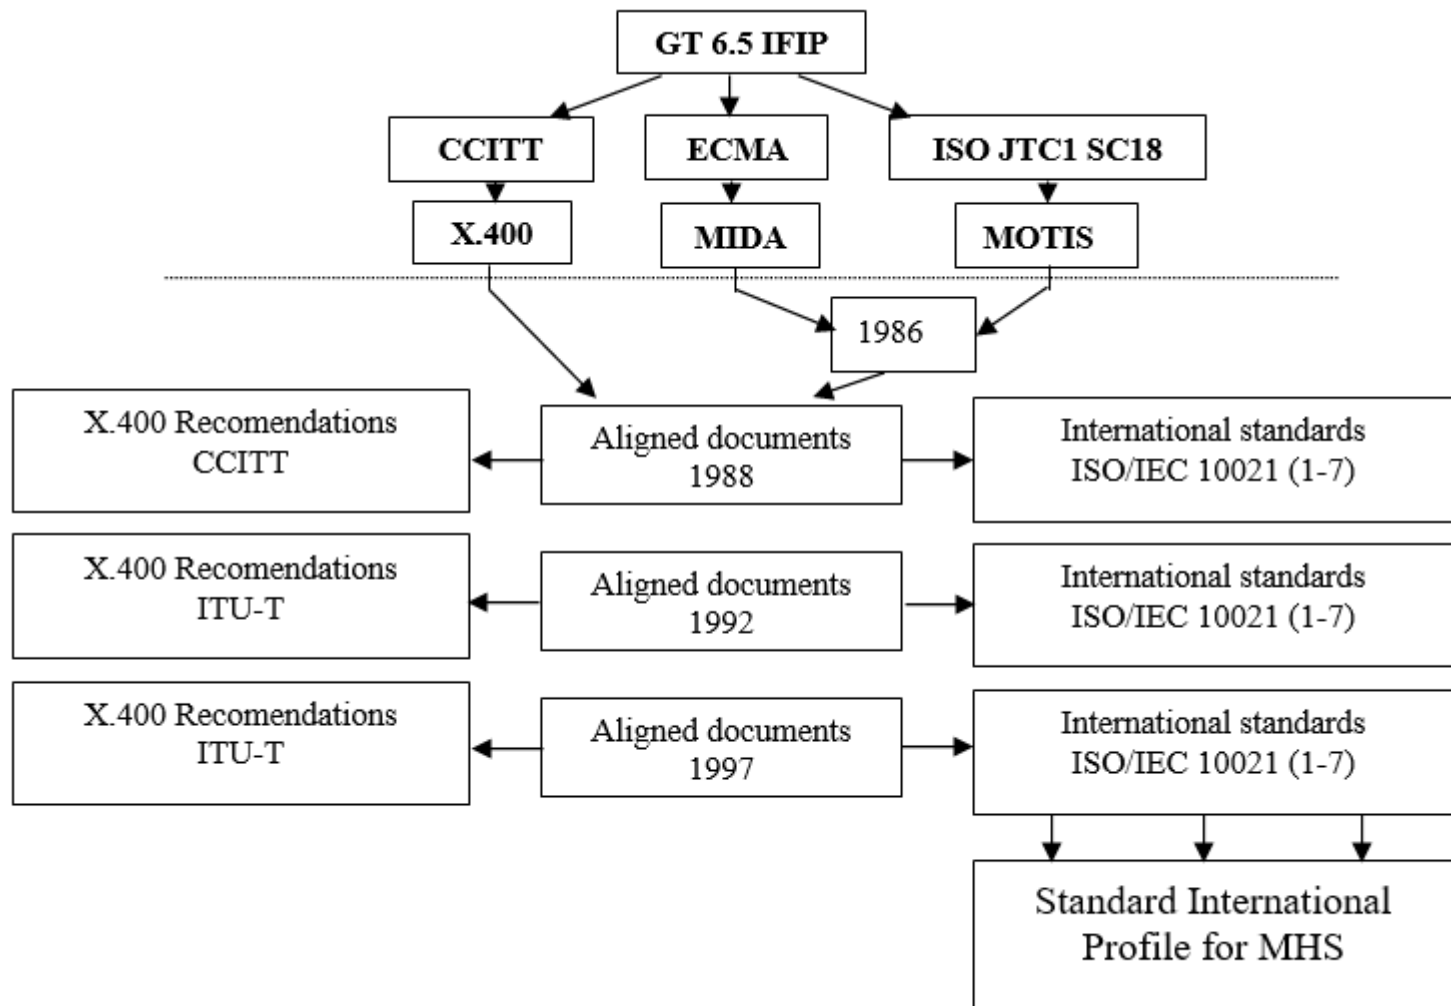 GT 6.5 IFIP
CCITT
ECMA
ISO JTC1 SC18
X.400
MIDA
MOTIS
1986
X.400 Recomendations
CCITT
Aligned documents
1988
International standards
ISO/IEC 10021 (1-7)
X.400 Recomendations
ITU-T
Aligned documents
1992
International standards
ISO/IEC 10021 (1-7)
X.400 Recomendations
ITU-T
Aligned documents
1997
International standards
ISO/IEC 10021 (1-7)
Standard International
Profile for MHS